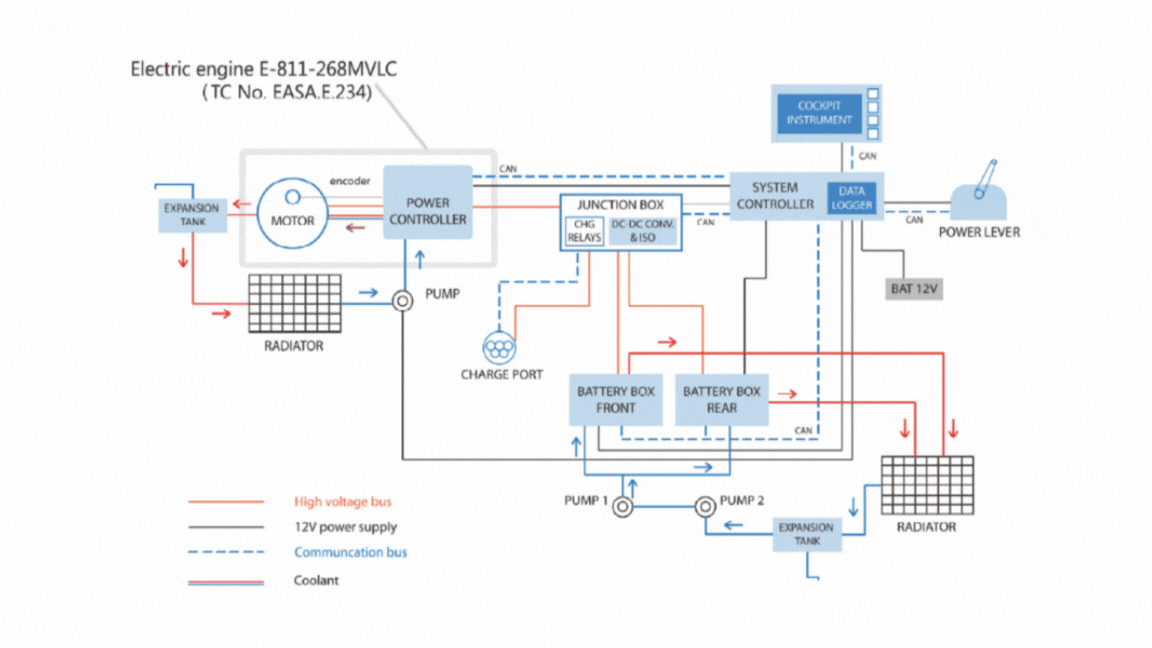 Electric engine E-811-268MVLC
(TC No. EASA.E.234)
COCKPIT
INSTRUMENT
CAN
CAN
encoder
EXPANSION
TANK
MOTOR
POWER
CONTROLLER
JUNCTION BOX
CHG
RELAYS
DC-DC CONV.
& ISO
CAN
SYSTEM
CONTROLLER
DATA
LOGGER
CAN
POWER LEVER
BAT 12V
PUMP
RADIATOR
CHARGE PORT
BATTERY BOX
FRONT
BATTERY BOX
REAR
CAN
PUMP 1
PUMP 2
EXPANSION
TANK
RADIATOR
High voltage bus
12V power supply
Communcation bus
Coolant